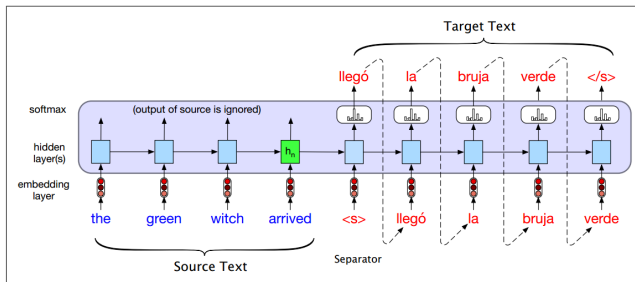 Target Text
llegó la bruja verde </s>
softmax (output of source is ignored)
hidden
layer(s)
hn
embedding
layer
the green witch arrived <s> llegó la bruja verde
Separator
Source Text